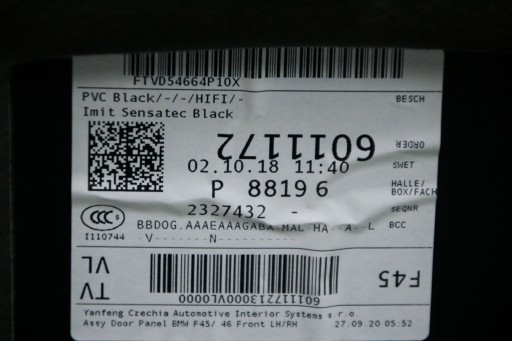 FTVD54664P10X
PVC Black/-/-/HIFI/-
BESCH
Imit Sensatec Black
6011172
ORDER
02.10.18 11:40
SWET
P 88196
HALLE/
BOX/FACH
2327432 -
SEQNR
CCC S
I110744
BBDOG.AAAEAAAGABA.MAL-HA--A--L
BCC
-V-------N----------
TV
VL
601117213000VL0000
F45
Yanfeng Czechia Automotive Interior Systems s.r.o.
Assy Door Panel BMW F45/ 46 Front LH/RH
27.09.20 05:52